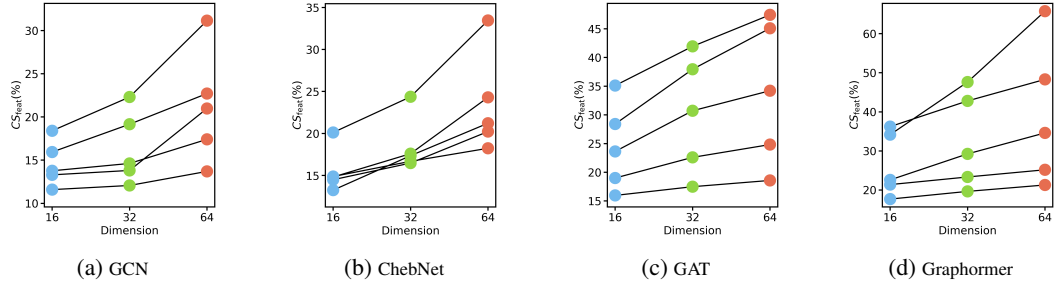 30
25
20
15
10
CS_feat(%)
16
32
64
Dimension
(a) GCN
35
30
25
20
15
CS_feat(%)
16
32
64
Dimension
(b) ChebNet
45
40
35
30
25
20
15
CS_feat(%)
16
32
64
Dimension
(c) GAT
60
50
40
30
20
CS_feat(%)
16
32
64
Dimension
(d) Graphormer